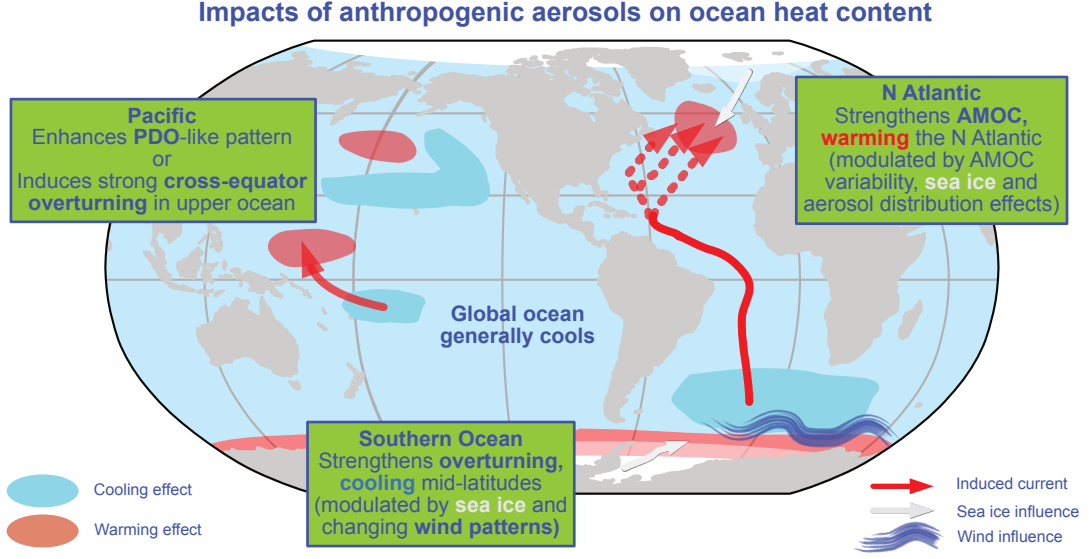 Impacts of anthropogenic aerosols on ocean heat content
Pacific
Enhances PDO-like pattern
or
Induces strong cross-equator
overturning in upper ocean
N Atlantic
Strengthens AMOC,
warming the N Atlantic
(modulated by AMOC
variability, sea ice and
aerosol distribution effects)
Global ocean
generally cools
Southern Ocean
Strengthens overturning,
cooling mid-latitudes
(modulated by sea ice and
changing wind patterns)
Cooling effect
Warming effect
Induced current
Sea ice influence
Wind influence